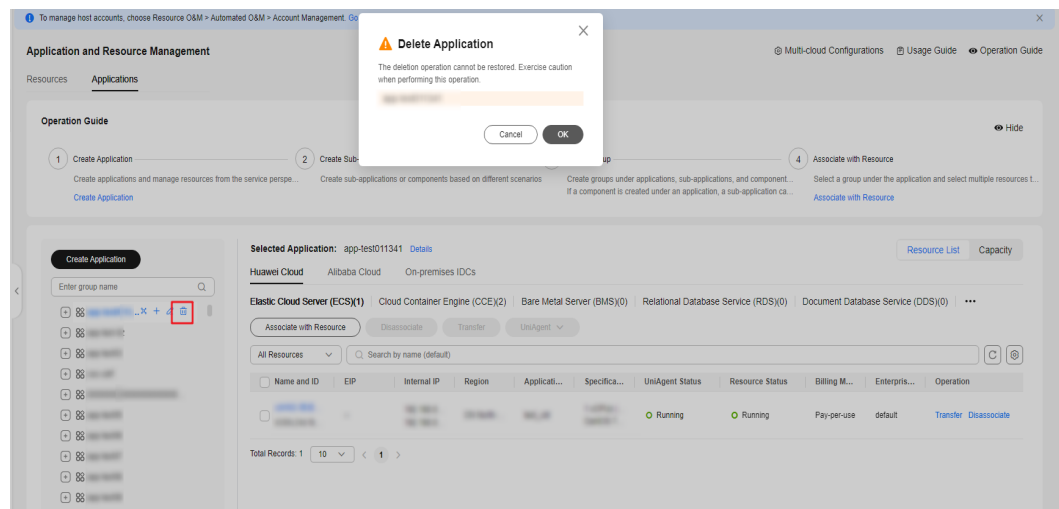 To manage host accounts, choose Resource O&M > Automated O&M > Account Management. Go
Application and Resource Management
Multi-cloud Configurations Usage Guide Operation Guide
Resources Applications
Delete Application
The deletion operation cannot be restored. Exercise caution
when performing this operation.
Cancel OK
Operation Guide
Hide
1 Create Application
Create applications and manage resources from the service perspe...
Create Application
2 Create Sub-
Create sub-applications or components based on different scenarios
up
Create groups under applications, sub-applications, and component...
If a component is created under an application, a sub-application ca...
4 Associate with Resource
Select a group under the application and select multiple resources t...
Associate with Resource
Create Application
Enter group name
Selected Application: app-test011341 Details
Resource List Capacity
Huawei Cloud Alibaba Cloud On-premises IDCs
Elastic Cloud Server (ECS)(1) Cloud Container Engine (CCE)(2) Bare Metal Server (BMS)(0) Relational Database Service (RDS)(0) Document Database Service (DDS)(0) •••
Associate with Resource Disassociate Transfer UniAgent
All Resources Search by name (default)
Name and ID EIP Internal IP Region Applicati... Specifica... UniAgent Status Resource Status Billing M... Enterpris... Operation
Running Running Pay-per-use default Transfer Disassociate
Total Records: 1 10 < 1 >